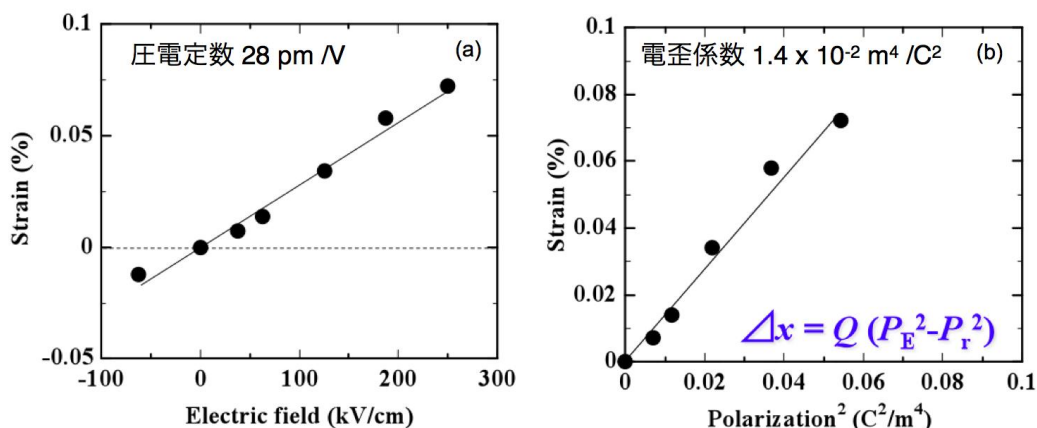 圧電定数 28 pm /V
(a)
0.1
0.05
0
-0.05
-100
0
100
200
300
Strain (%)
Electric field (kV/cm)
電歪係数 1.4 x 10⁻² m⁴ /C²
(b)
0.1
0.08
0.06
0.04
0.02
0
0
0.02
0.04
0.06
0.08
0.1
Strain (%)
⊿x = Q (P_E²-P_r²)
Polarization² (C²/m⁴)